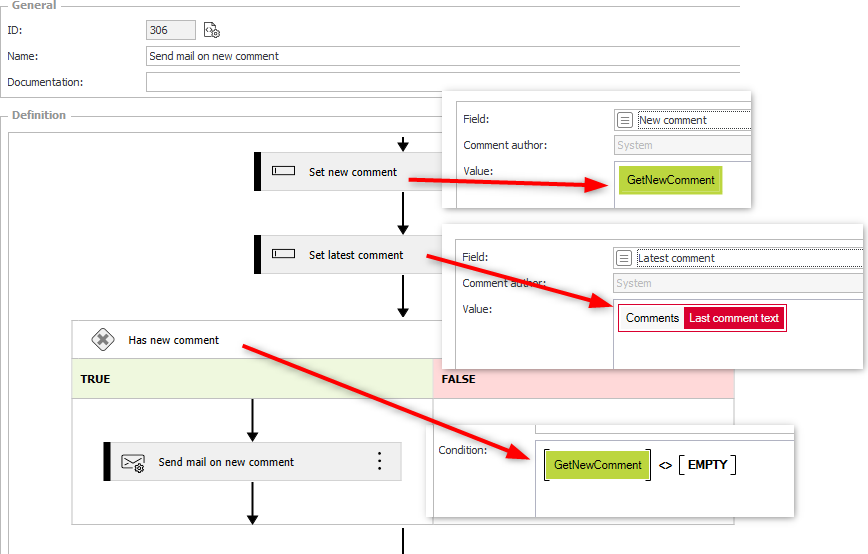 General
ID:
306
Name:
Send mail on new comment
Documentation:
Definition
Set new comment
Field:
New comment
Comment author:
System
Value:
GetNewComment
Set latest comment
Field:
Latest comment
Comment author:
System
Value:
Comments Last comment text
Has new comment
TRUE
FALSE
Send mail on new comment
Condition:
GetNewComment <> EMPTY